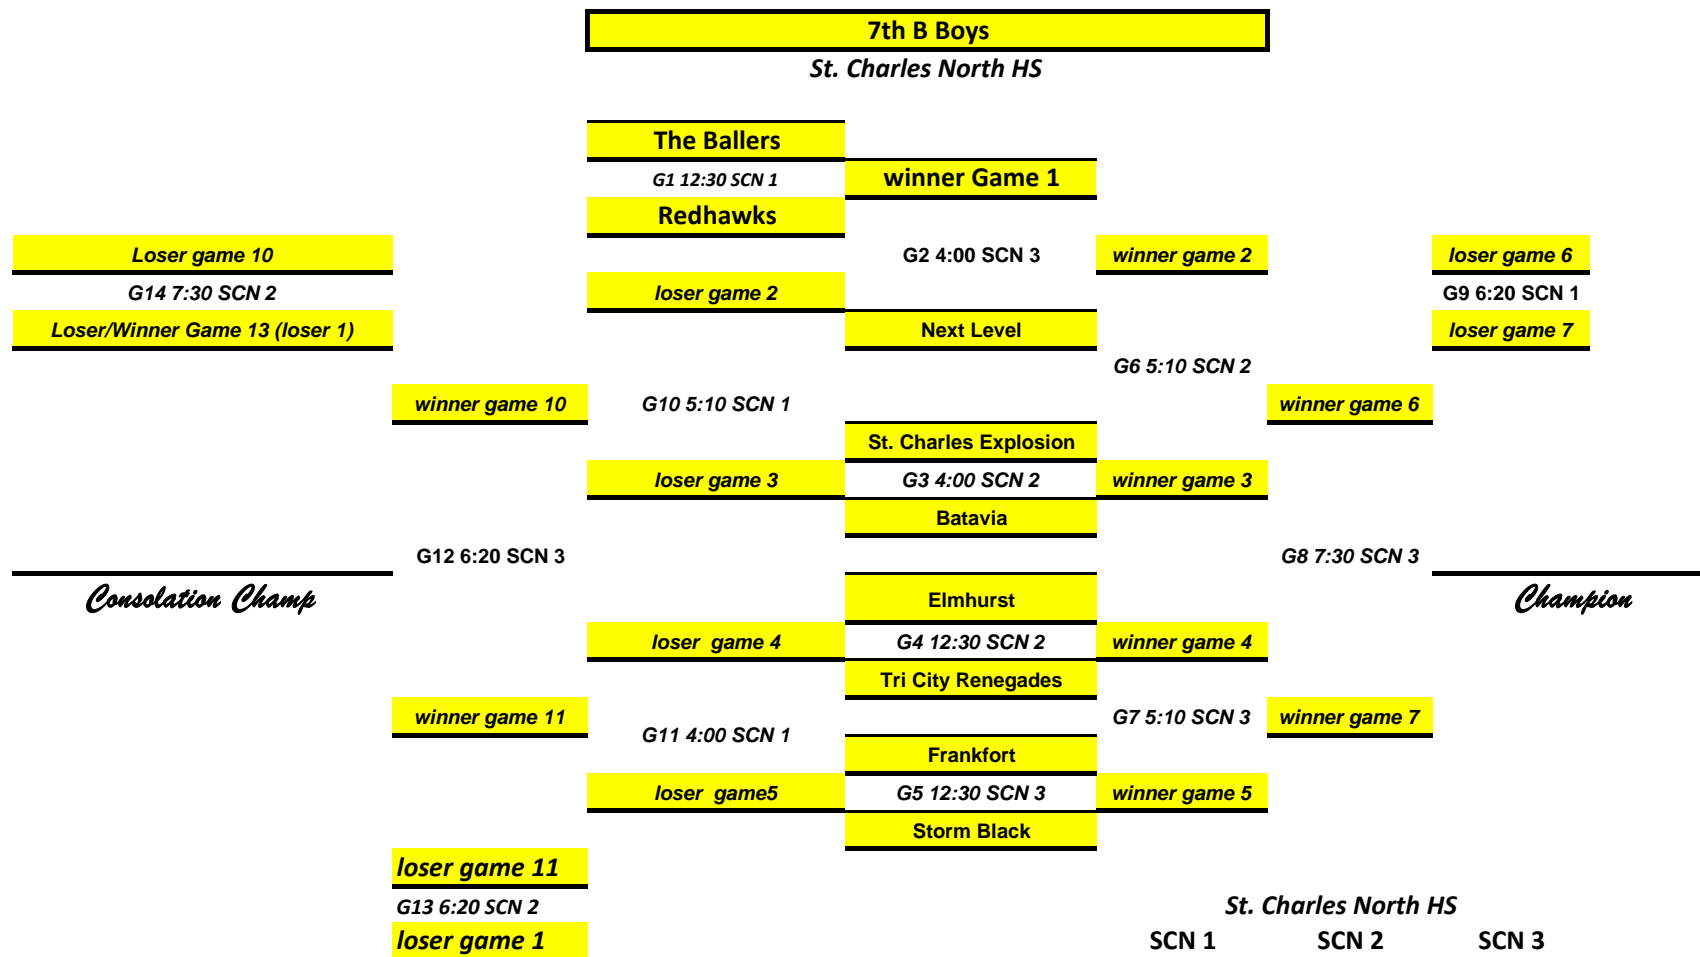 7th B Boys
St. Charles North HS
The Ballers
G1 12:30 SCN 1
winner Game 1
Redhawks
Loser game 10
G2 4:00 SCN 3
winner game 2
loser game 6
G14 7:30 SCN 2
loser game 2
G9 6:20 SCN 1
Loser/Winner Game 13 (loser 1)
Next Level
loser game 7
G6 5:10 SCN 2
winner game 10
G10 5:10 SCN 1
winner game 6
St. Charles Explosion
loser game 3
G3 4:00 SCN 2
winner game 3
Batavia
G12 6:20 SCN 3
G8 7:30 SCN 3
Consolation Champ
Elmhurst
Champion
loser  game 4
G4 12:30 SCN 2
winner game 4
Tri City Renegades
winner game 11
G11 4:00 SCN 1
G7 5:10 SCN 3
winner game 7
Frankfort
loser  game5
G5 12:30 SCN 3
winner game 5
Storm Black
loser game 11
G13 6:20 SCN 2
St. Charles North HS
loser game 1
SCN 1
SCN 2
SCN 3